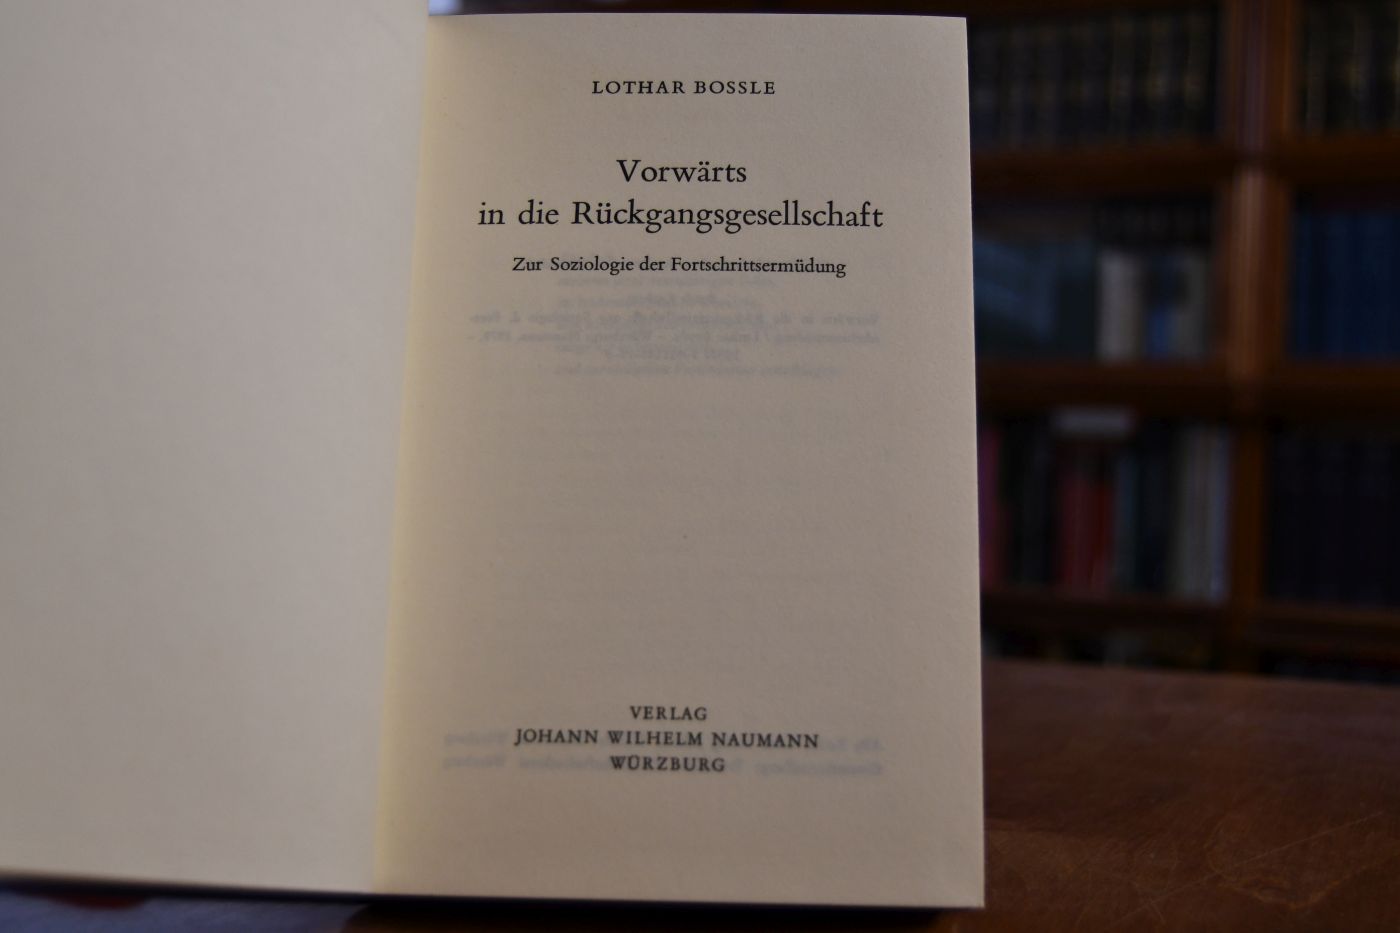 LOTHAR BOSSLE
Vorwärts
in die Rückgangsgesellschaft
Zur Soziologie der Fortschrittsermüdung
VERLAG
JOHANN WILHELM NAUMANN
WÜRZBURG